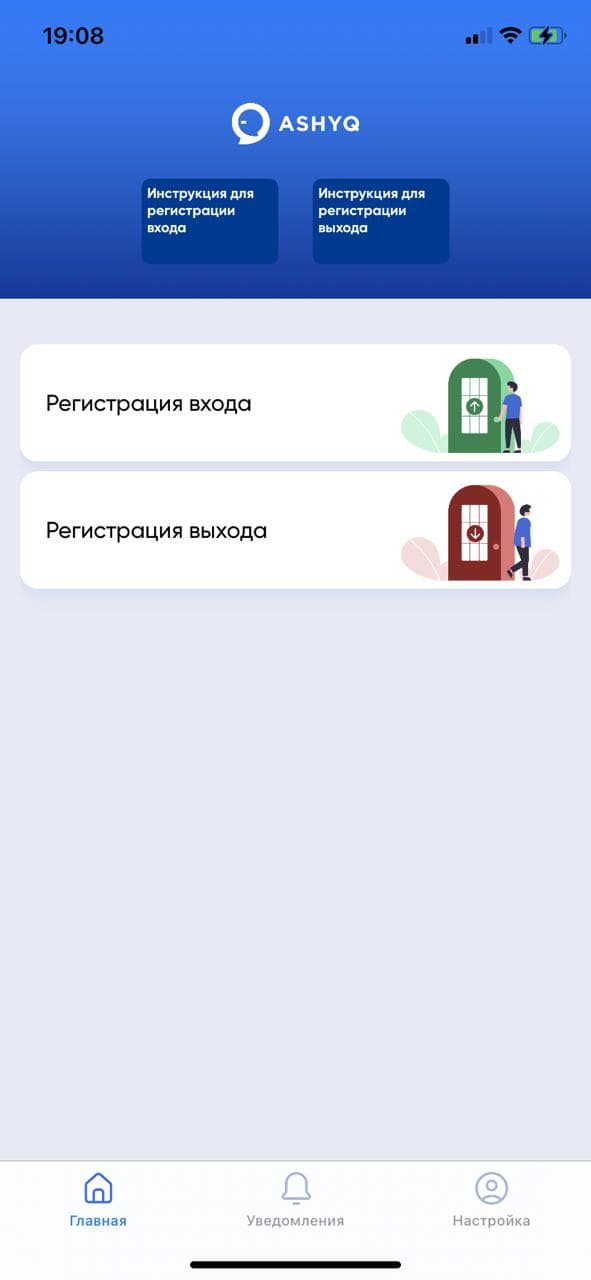 19:08
ASHYQ
Инструкция для
регистрации
входа
Инструкция для
регистрации
выхода
Регистрация входа
Регистрация выхода
Главная
Уведомления
Настройка